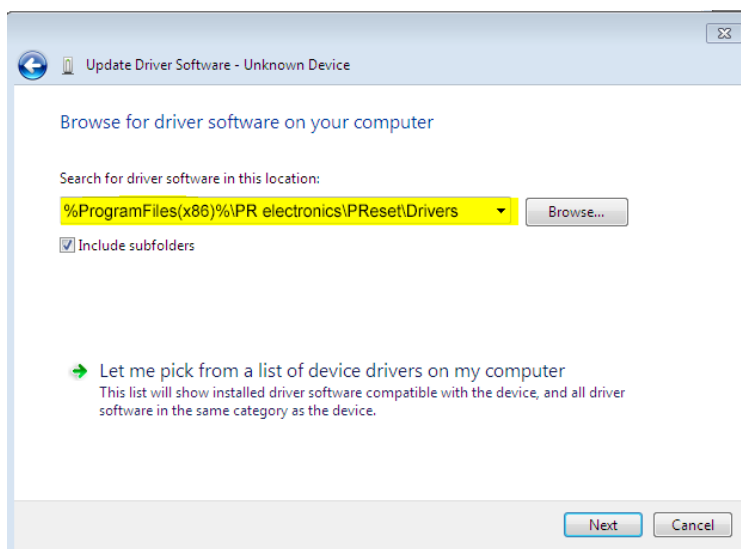 Update Driver Software - Unknown Device
Browse for driver software on your computer
Search for driver software in this location:
%ProgramFiles(x86)%\PR electronics\PReset\Drivers
Browse...
Include subfolders
Let me pick from a list of device drivers on my computer
This list will show installed driver software compatible with the device, and all driver
software in the same category as the device.
Next
Cancel